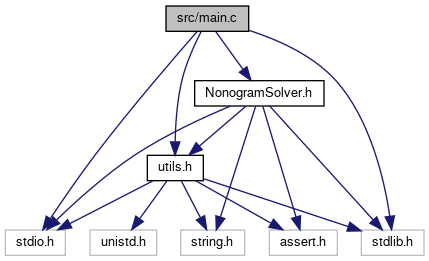 src/main.c
NonogramSolver.h
utils.h
stdio.h
unistd.h
string.h
assert.h
stdlib.h